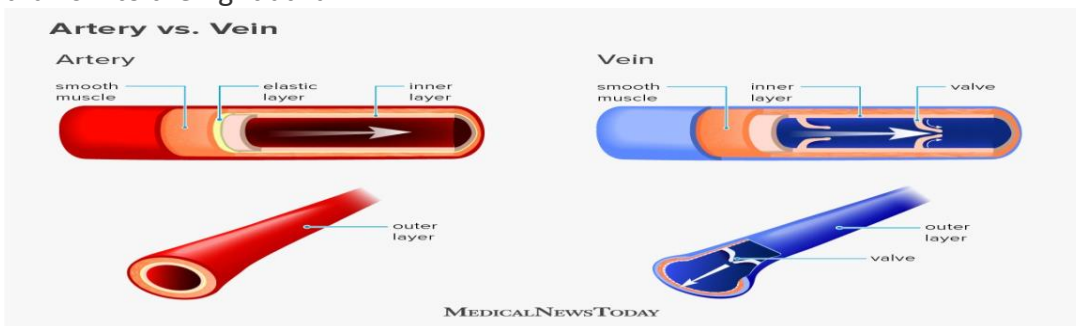 Artery vs. Vein
Artery
smooth muscle
elastic layer
inner layer
outer layer
Vein
smooth muscle
inner layer
valve
outer layer
valve
MEDICALNEWSTODAY